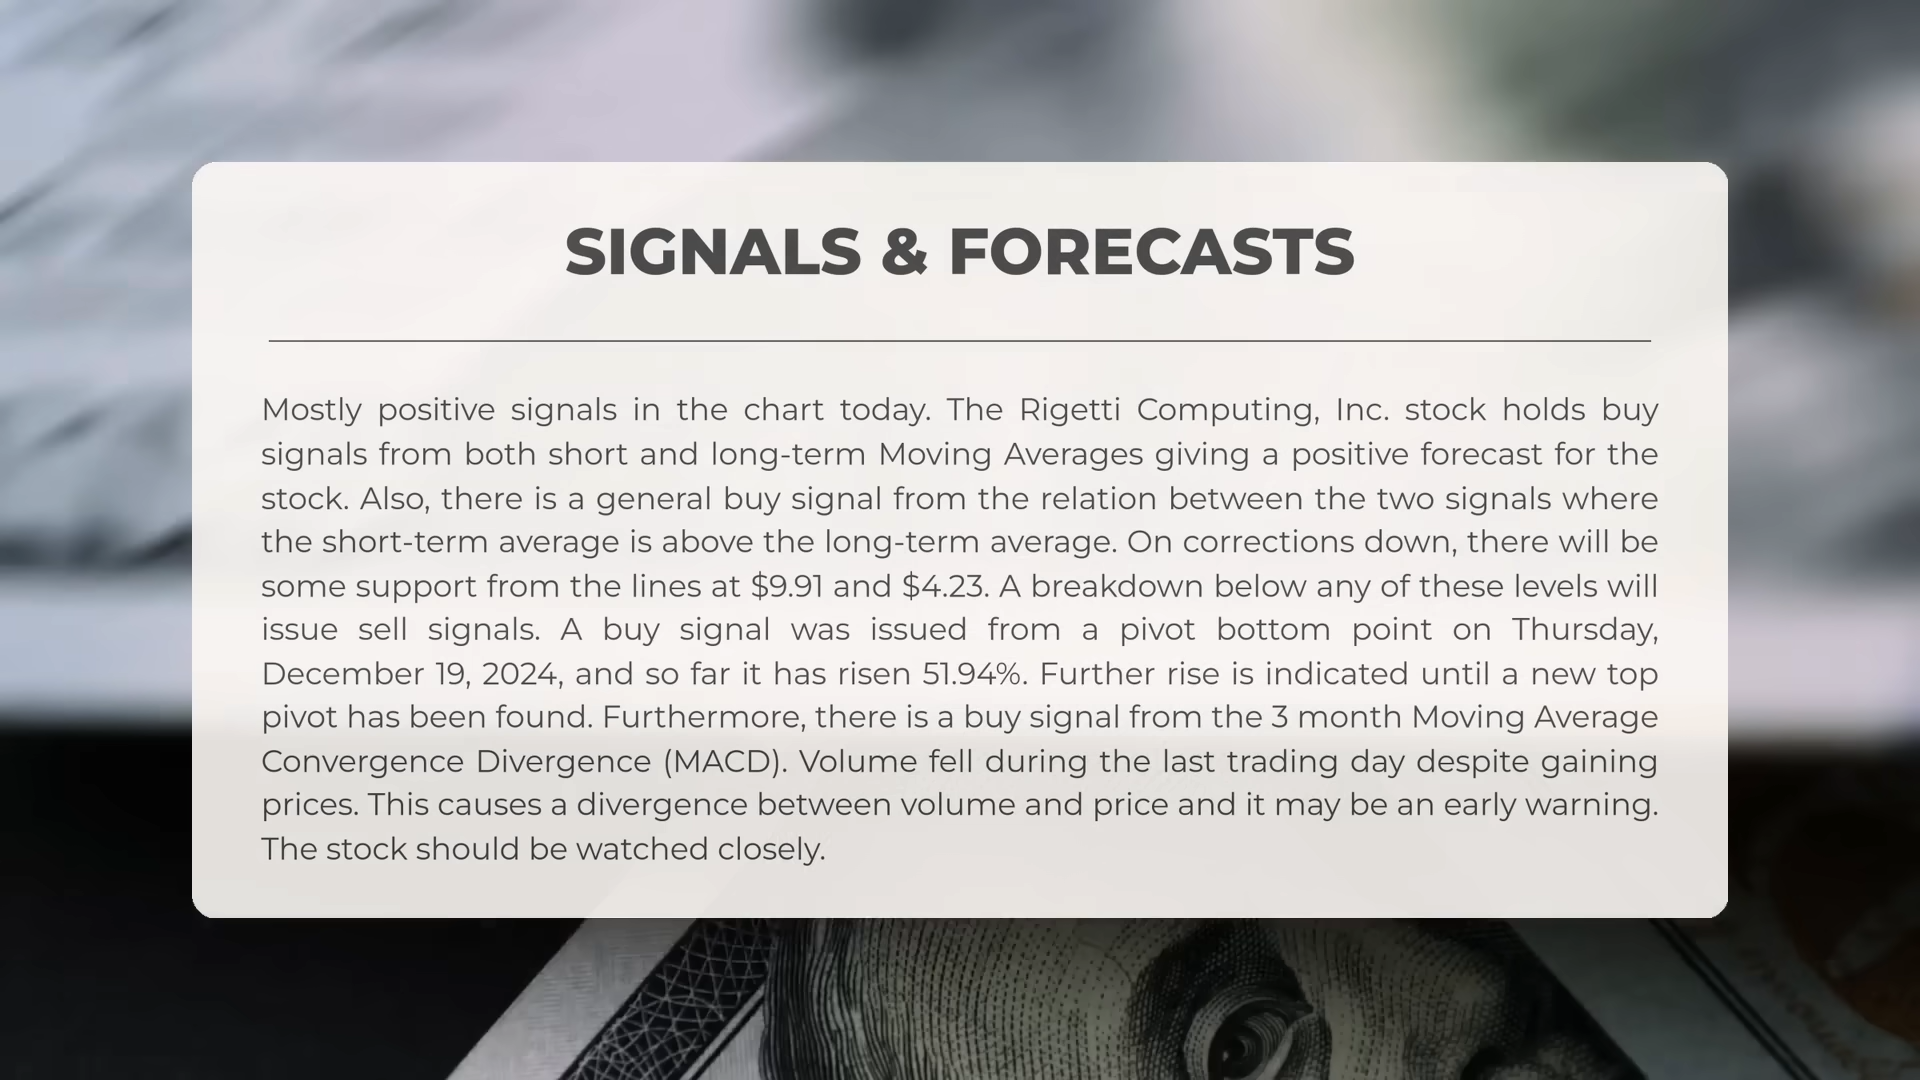 SIGNALS & FORECASTS
Mostly positive signals in the chart today. The Rigetti Computing, Inc. stock holds buy
signals from both short and long-term Moving Averages giving a positive forecast for the
stock. Also, there is a general buy signal from the relation between the two signals where
the short-term average is above the long-term average. On corrections down, there will be
some support from the lines at $9.91 and $4.23. A breakdown below any of these levels will
issue sell signals. A buy signal was issued from a pivot bottom point on Thursday,
December 19, 2024, and so far it has risen 51.94%. Further rise is indicated until a new top
pivot has been found. Furthermore, there is a buy signal from the 3 month Moving Average
Convergence Divergence (MACD). Volume fell during the last trading day despite gaining
prices. This causes a divergence between volume and price and it may be an early warning.
The stock should be watched closely.